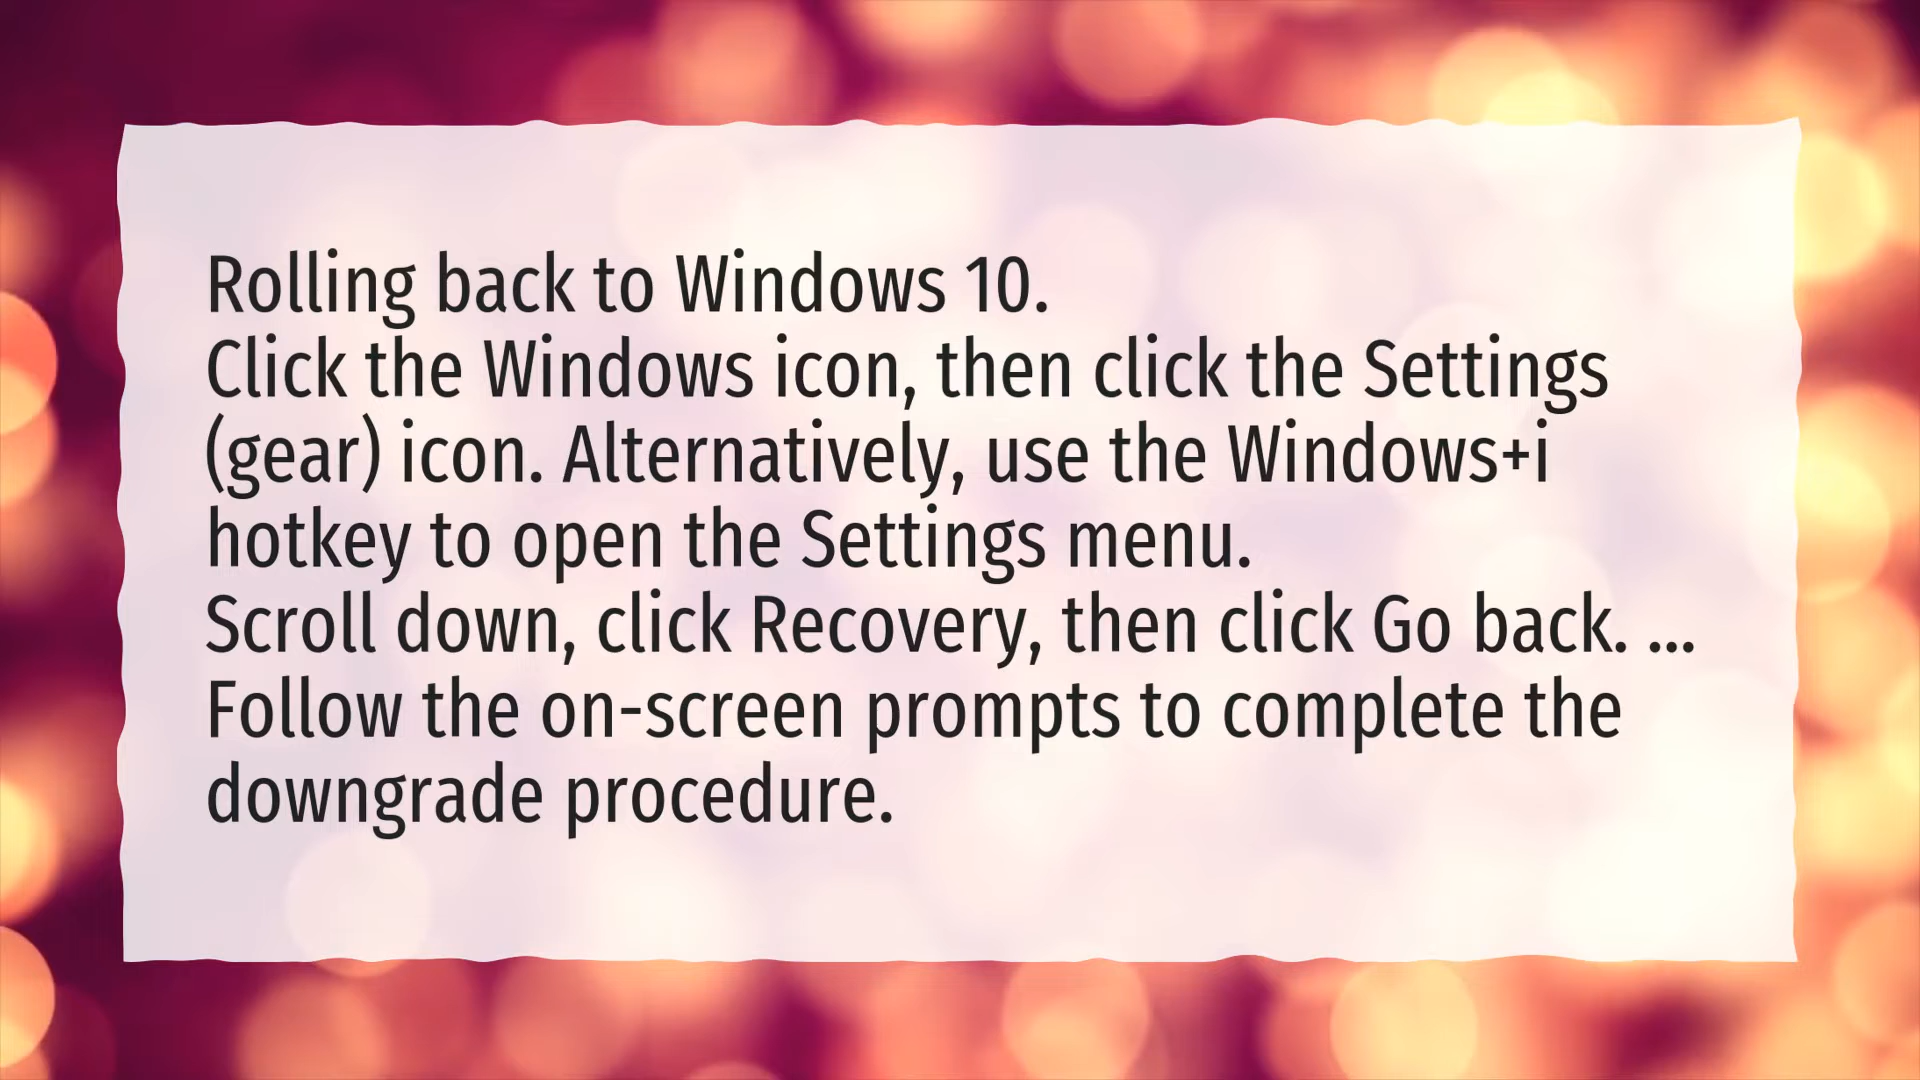 Rolling back to Windows 10.
Click the Windows icon, then click the Settings
(gear) icon. Alternatively, use the Windows+i
hotkey to open the Settings menu.
Scroll down, click Recovery, then click Go back. ...
Follow the on-screen prompts to complete the
downgrade procedure.